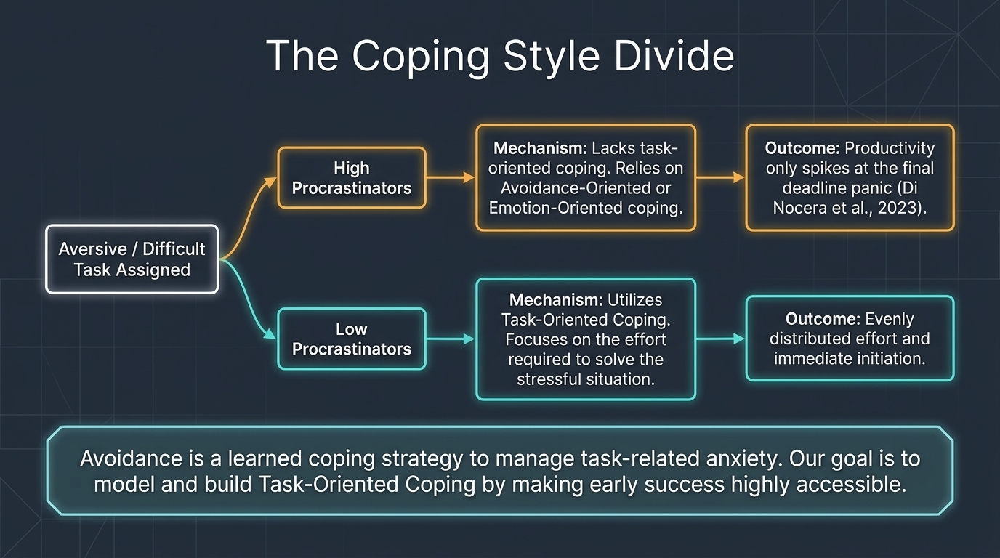 The Coping Style Divide
Aversive / Difficult
Task Assigned
High
Procrastinators
Mechanism: Lacks task-
oriented coping. Relies on
Avoidance-Oriented or
Emotion-Oriented coping.
Outcome: Productivity
only spikes at the final
deadline panic (Di
Nocera et al., 2023).
Low
Procrastinators
Mechanism: Utilizes
Task-Oriented Coping.
Focuses on the effort
required to solve the
stressful situation.
Outcome: Evenly
distributed effort and
immediate initiation.
Avoidance is a learned coping strategy to manage task-related anxiety. Our goal is to
model and build Task-Oriented Coping by making early success highly accessible.